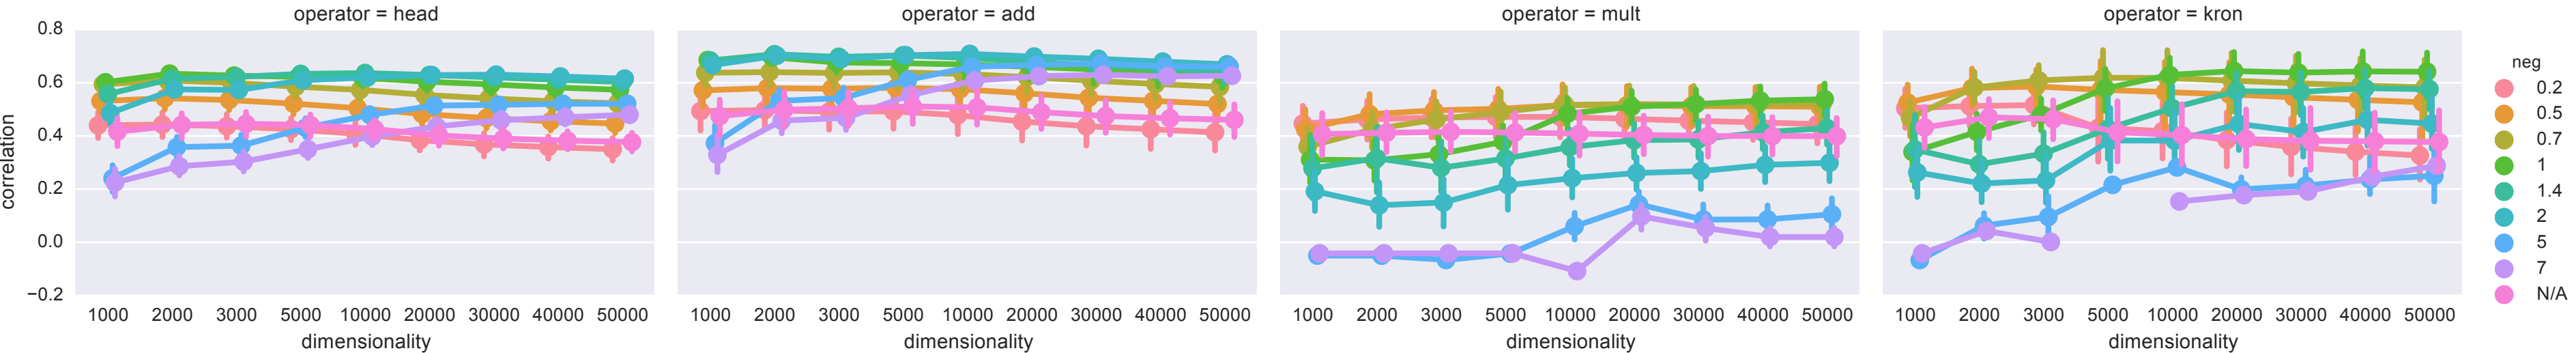 operator = head
operator = add
operator = mult
operator = kron
correlation
0.8
0.6
0.4
0.2
0.0
−0.2
1000 2000 3000 5000 10000 20000 30000 40000 50000
dimensionality
1000 2000 3000 5000 10000 20000 30000 40000 50000
dimensionality
1000 2000 3000 5000 10000 20000 30000 40000 50000
dimensionality
1000 2000 3000 5000 10000 20000 30000 40000 50000
dimensionality
neg
0.2
0.5
0.7
1
1.4
2
5
7
N/A